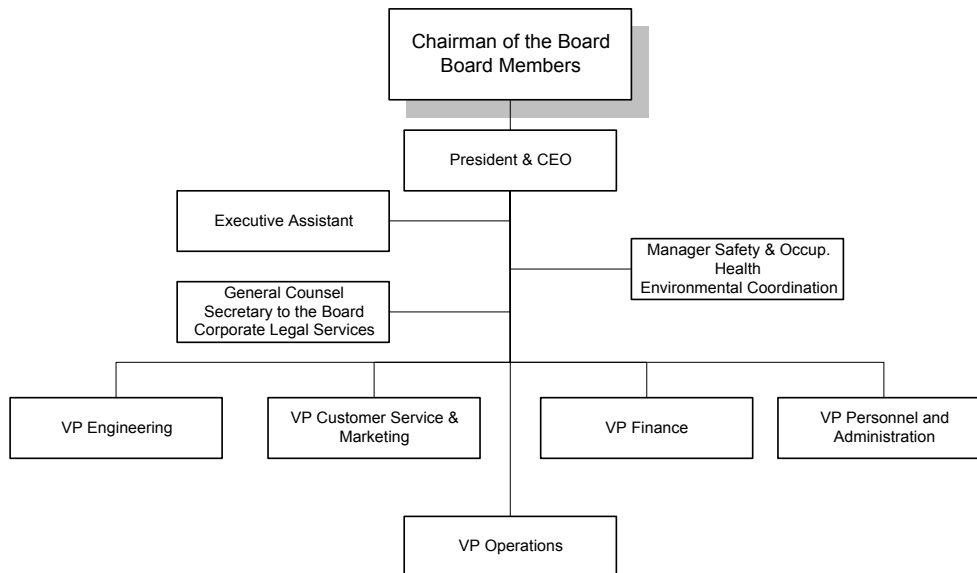 Chairman of the Board
Board Members
President & CEO
Executive Assistant
Manager Safety & Occup.
Health
Environmental Coordination
General Counsel
Secretary to the Board
Corporate Legal Services
VP Engineering
VP Customer Service &
Marketing
VP Finance
VP Personnel and
Administration
VP Operations